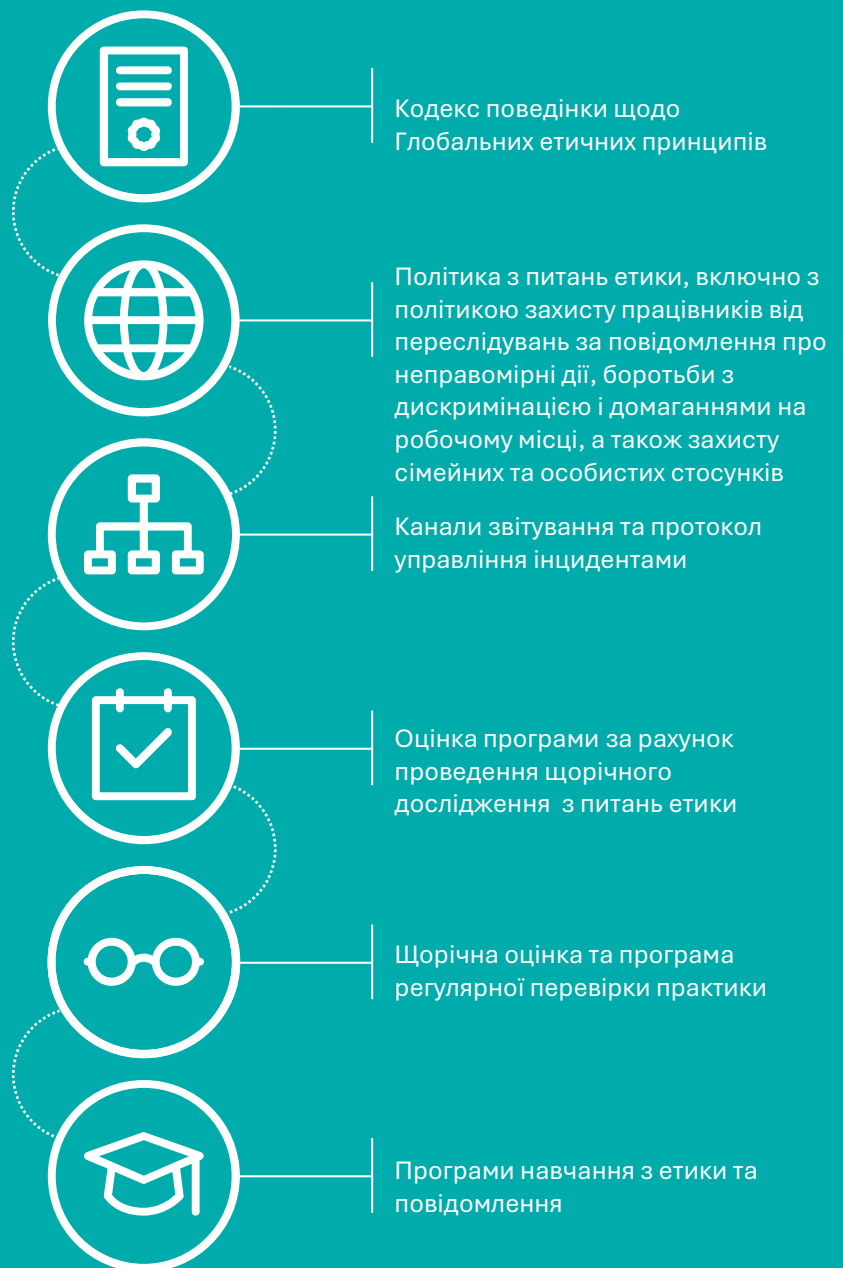 Кодекс поведінки щодо
Глобальних етичних принципів
Політика з питань етики, включно з
політикою захисту працівників від
переслідувань за повідомлення про
неправомірні дії, боротьби з
дискримінацією і домаганнями на
робочому місці, а також захисту
сімейних та особистих стосунків
Канали звітування та протокол
управління інцидентами
Оцінка програми за рахунок
проведення щорічного
дослідження  з питань етики
Щорічна оцінка та програма
регулярної перевірки практики
Програми навчання з етики та
повідомлення